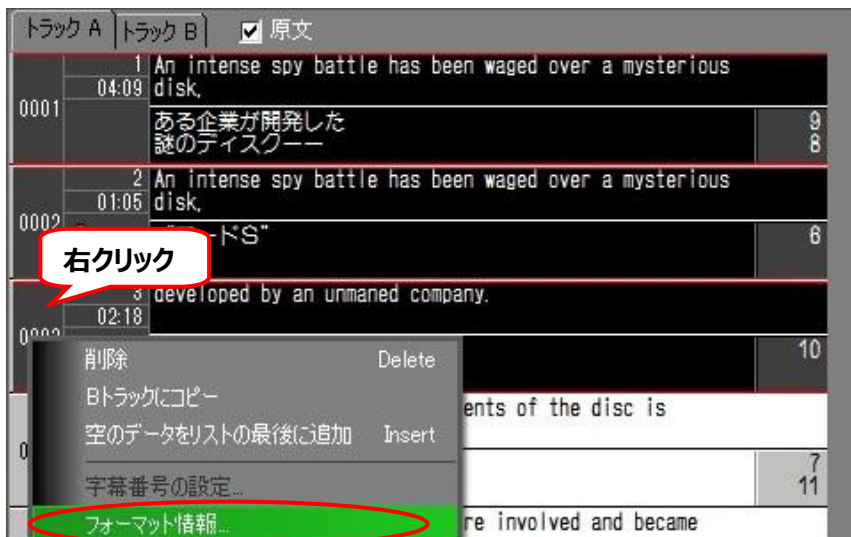 トラック A トラック B 原文
0001
1
04:09
An intense spy battle has been waged over a mysterious
disk,
ある企業が開発した
謎のディスクーー
9
8
0002
2
01:05
An intense spy battle has been waged over a mysterious
disk,
ドS"
6
右クリック
3
02:18
developed by an unmaned company.
10
削除 Delete
Bトラックにコピー
空のデータをリストの最後に追加 Insert
字幕番号の設定...
フォーマット情報...
ents of the disc is
7
11
re involved and became